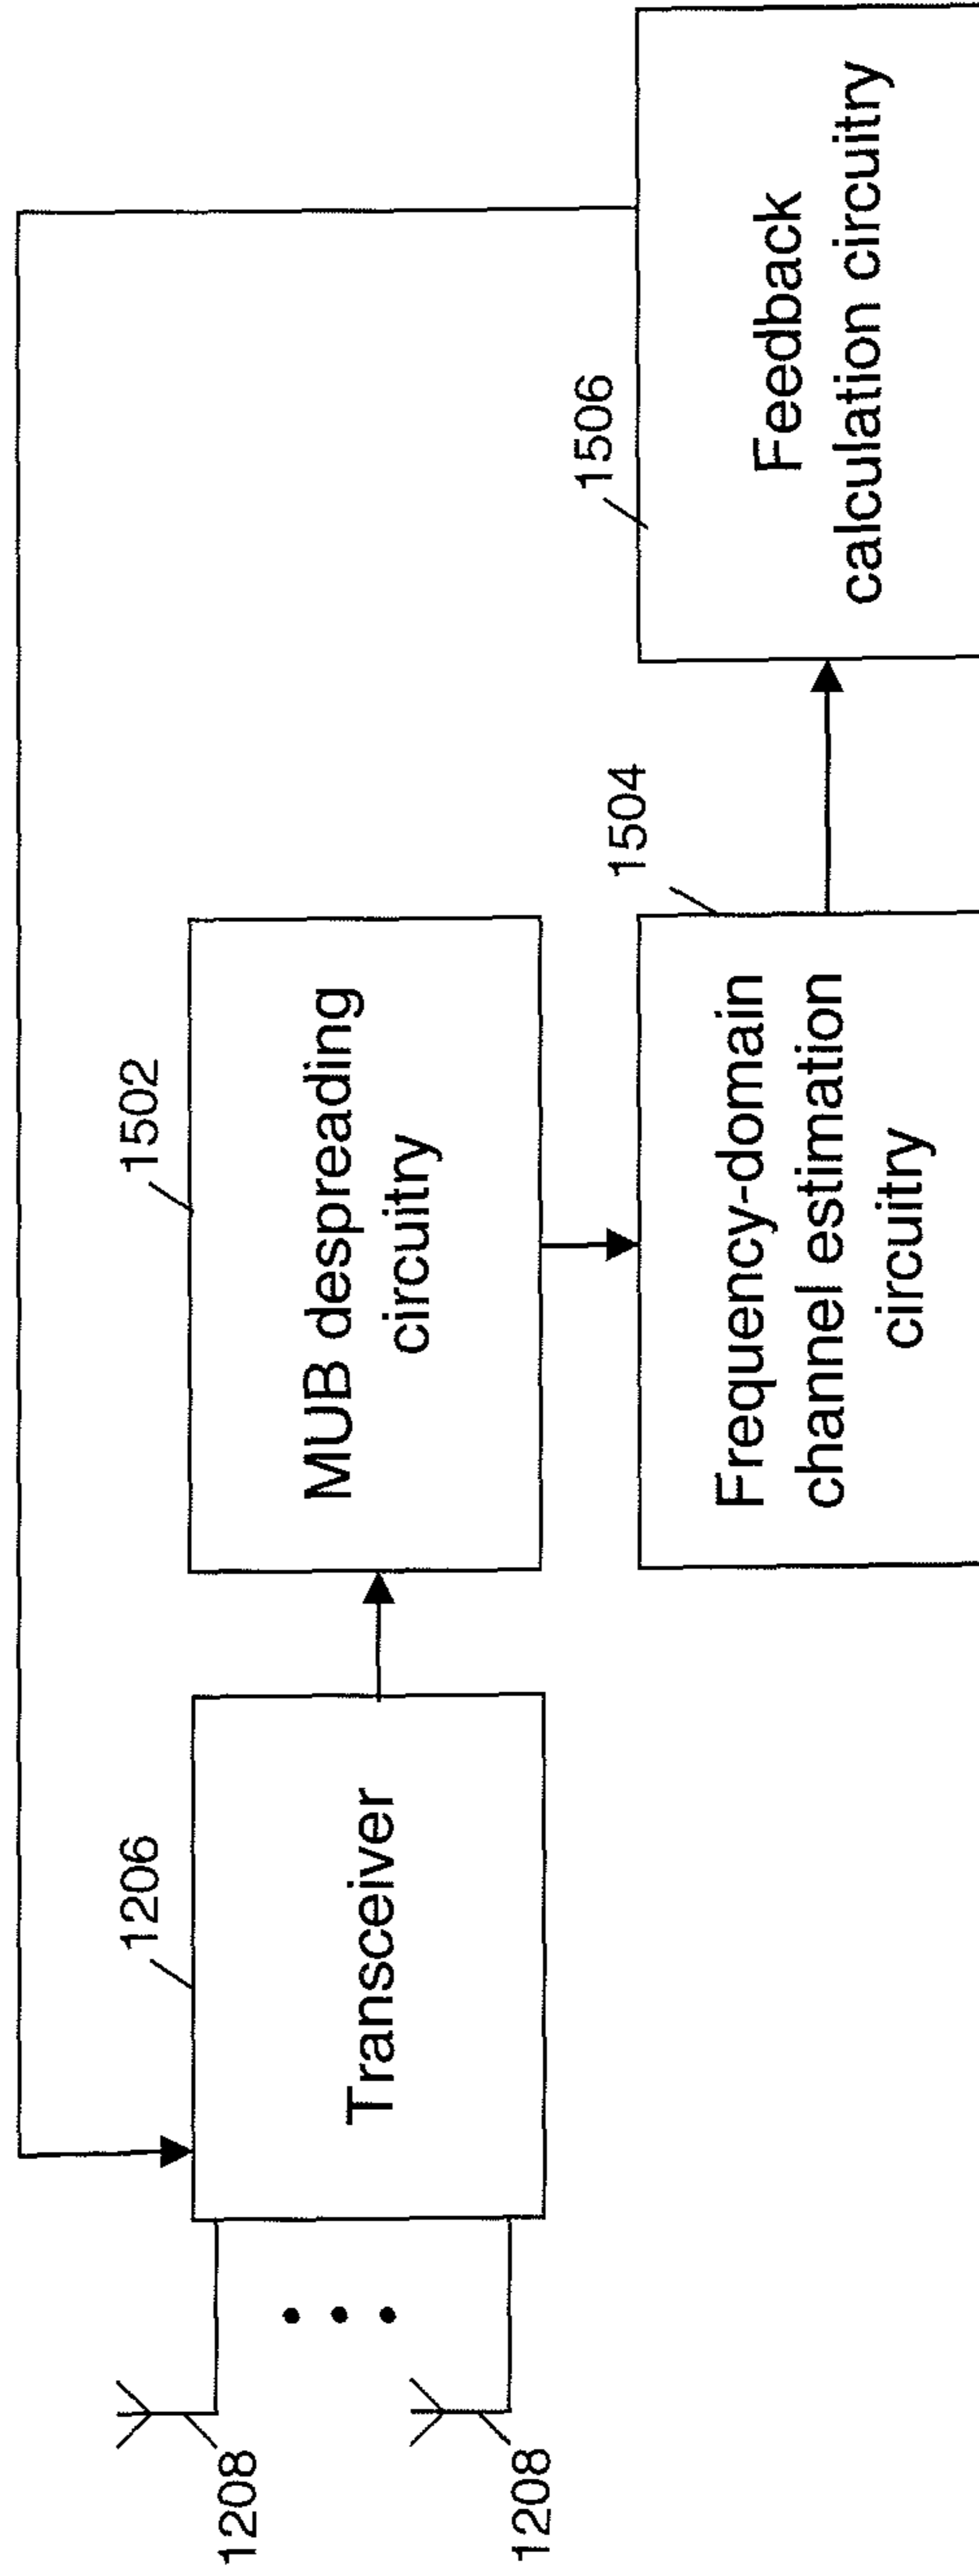 1206
Transceiver
1208
1208
1502
MUB despreading
circuitry
1504
Frequency-domain
channel estimation
circuitry
1506
Feedback
calculation circuitry